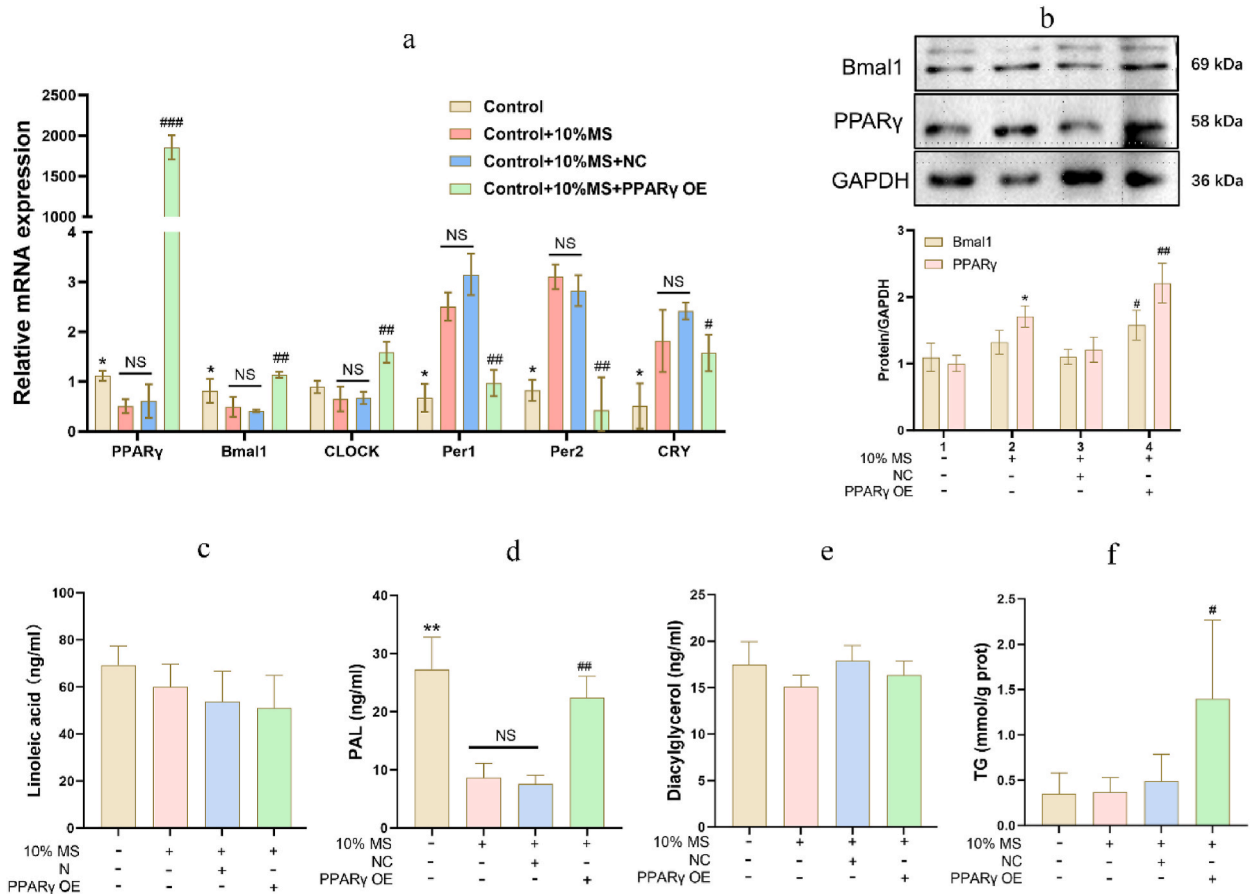 a
Relative mRNA expression
2500
2000
1500
1000
4
3
2
1
0
Control
Control+10%MS
Control+10%MS+NC
Control+10%MS+PPARγ OE
* NS ###
* NS ##
NS ##
* NS ##
* NS ##
* NS #
PPARγ Bmal1 CLOCK Per1 Per2 CRY
b
Bmal1 69 kDa
PPARγ 58 kDa
GAPDH 36 kDa
Protein/GAPDH
3
2
1
0
Bmal1
PPARγ
* # ##
1 2 3 4
10% MS - + + +
NC - - + -
PPARγ OE - - - +
c
Linoleic acid (ng/ml)
100
80
60
40
20
0
10% MS - + + +
N - - + -
PPARγ OE - - - +
d
PAL (ng/ml)
40
30
20
10
0
** NS ##
10% MS - + + +
NC - - + -
PPARγ OE - - - +
e
Diacylglycerol (ng/ml)
25
20
15
10
5
0
10% MS - + + +
NC - - + -
PPARγ OE - - - +
f
TG (mmol/g prot)
2.5
2.0
1.5
1.0
0.5
0.0
#
10% MS - + + +
NC - - + -
PPARγ OE - - - +